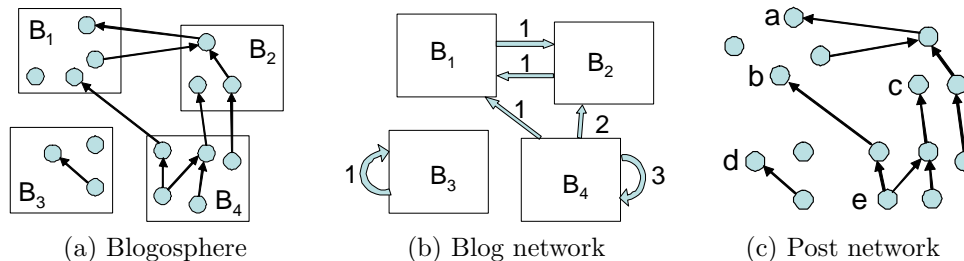 B1
B2
B3
B4
(a) Blogosphere
B1
1
1
B2
1
2
1
B3
B4
3
(b) Blog network
a
b
c
d
e
(c) Post network